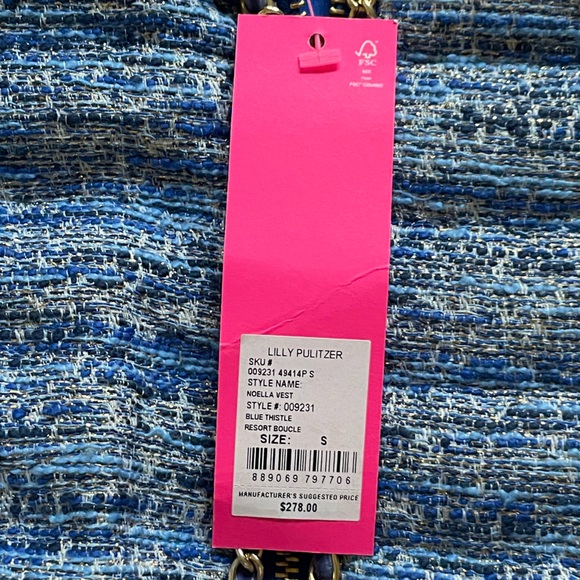 FSC
MIX
LILLY PULITZER
SKU #
009231 49414P S
STYLE NAME:
NOELLA VEST
STYLE #: 009231
BLUE THISTLE
RESORT BOUCLE
SIZE: S
889069 797706
MANUFACTURER'S SUGGESTED PRICE
$278.00